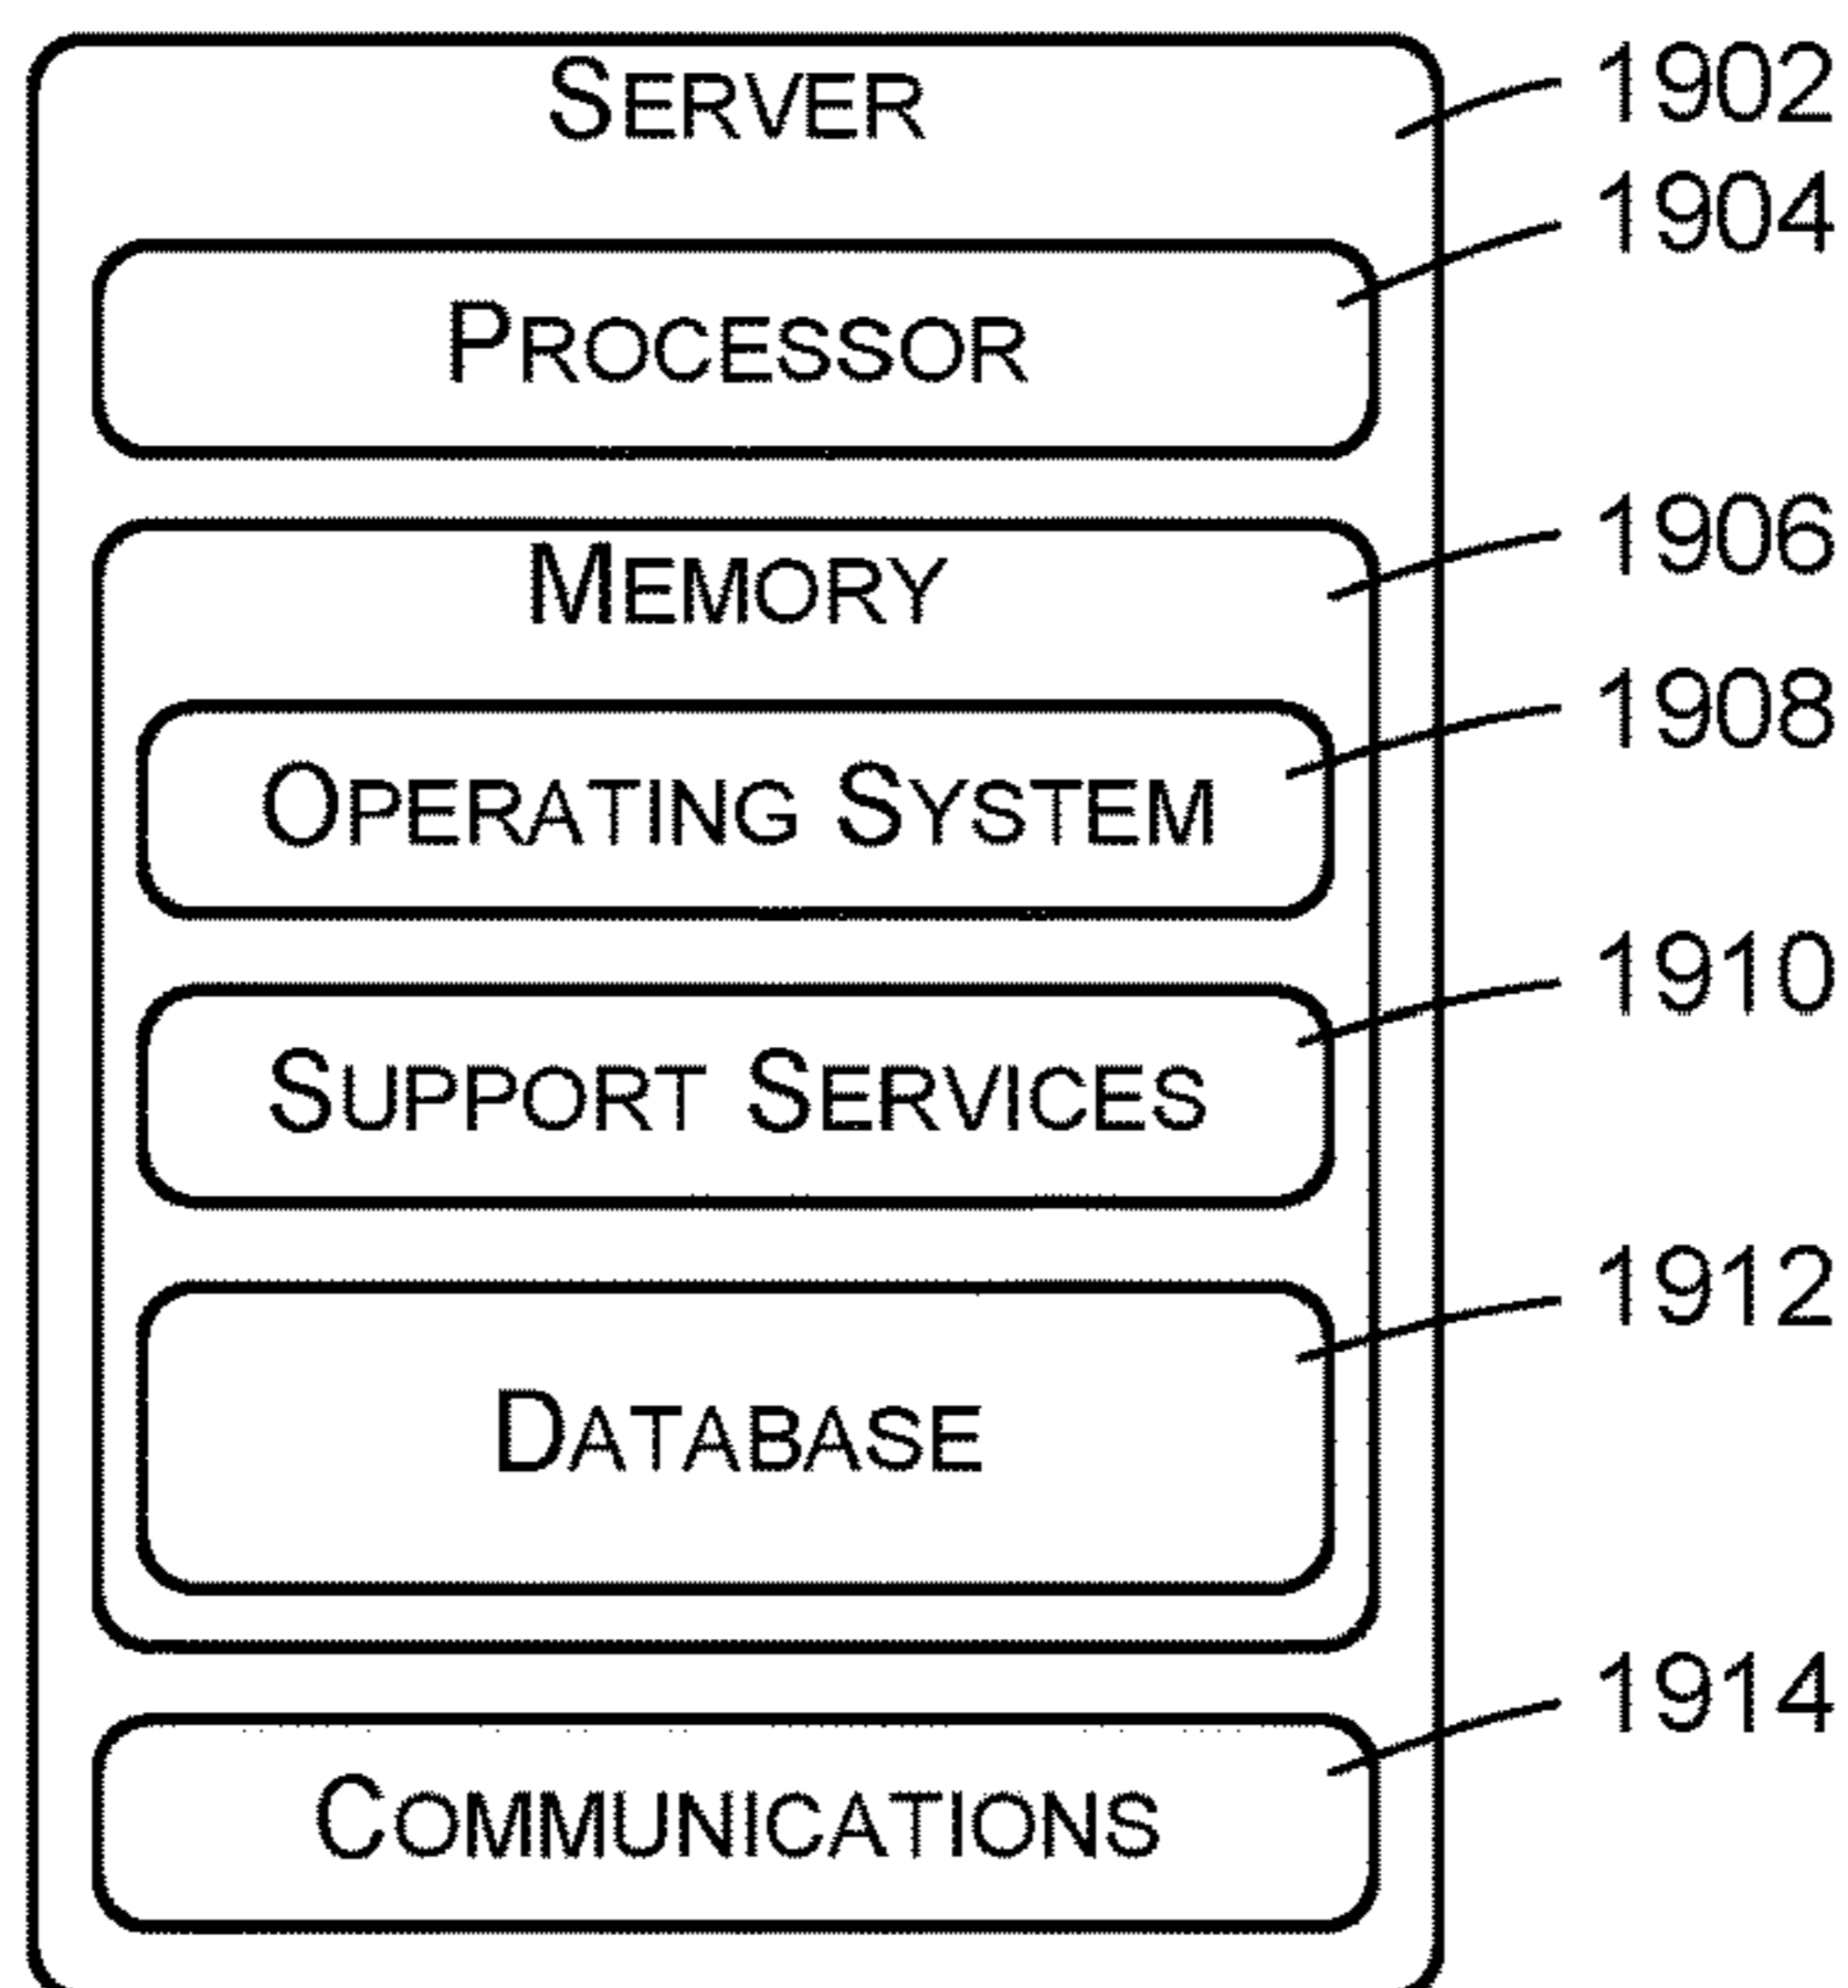 SERVER 1902
1904
PROCESSOR
1906
MEMORY
1908
OPERATING SYSTEM
1910
SUPPORT SERVICES
1912
DATABASE
1914
COMMUNICATIONS